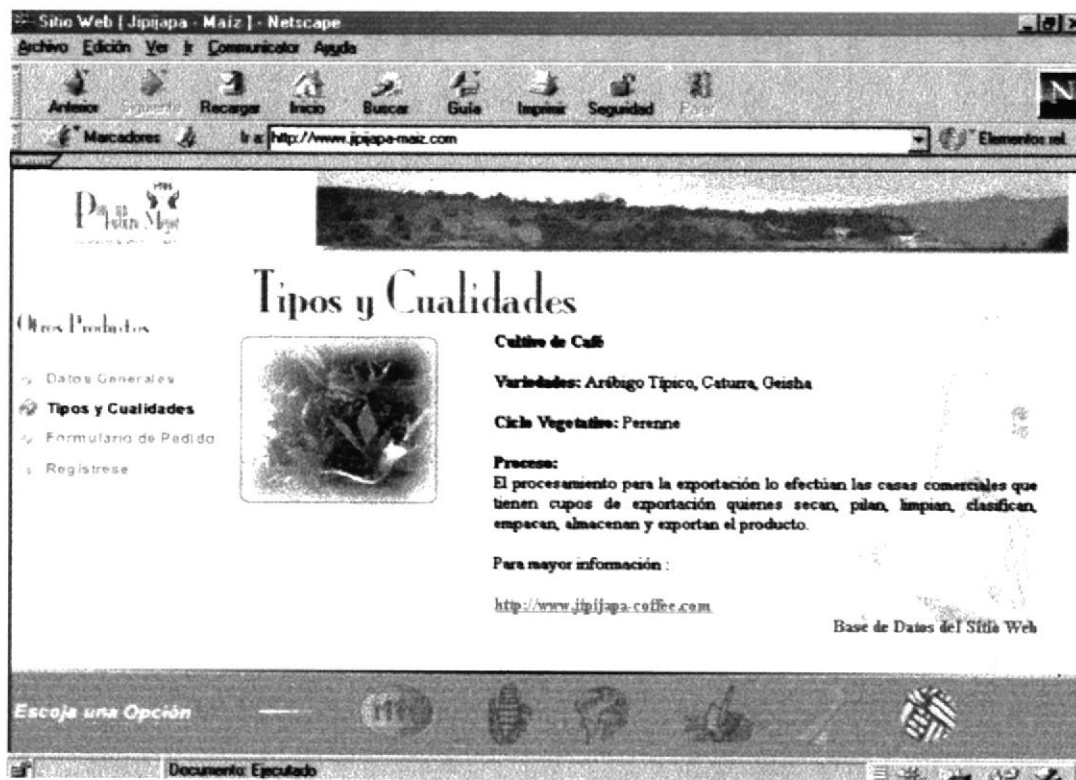 Sitio Web [ Jipijapa - Maíz ] - Netscape
Archivo Edición Ver Ir Communicator Ayuda
Anterior Siguiente Recargar Inicio Buscar Guía Imprimir Seguridad Parar
N
Marcadores Ir a: http://www.jipijapa-maiz.com Elementos rel.
Tipos y Cualidades
Otros Productos
Datos Generales
Tipos y Cualidades
Formulario de Pedido
Regístrese
Cultivo de Café
Variedades: Arábigo Típico, Caturra, Geisha
Ciclo Vegetativo: Perenne
Proceso:
El procesamiento para la exportación lo efectúan las casas comerciales que
tienen cupos de exportación quienes secan, pilan, limpian, clasifican,
empacan, almacenan y exportan el producto.
Para mayor información :
http://www.jipijapa-coffee.com
Base de Datos del Sitio Web
Escoja una Opción
Documento: Ejecutado